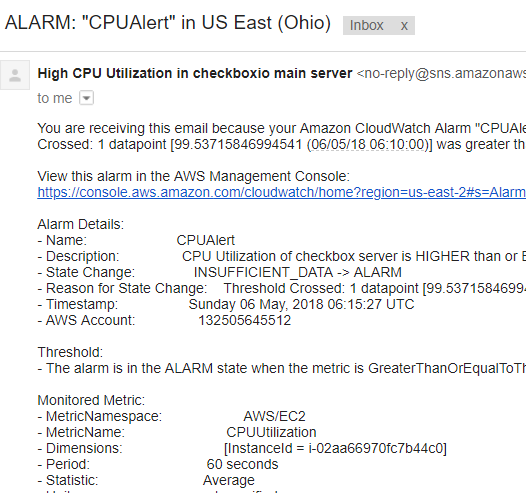 ALARM: "CPUAlert" in US East (Ohio) Inbox x
High CPU Utilization in checkboxio main server <no-reply@sns.amazonaws
to me
You are receiving this email because your Amazon CloudWatch Alarm "CPUAle
Crossed: 1 datapoint [99.53715846994541 (06/05/18 06:10:00)] was greater th
View this alarm in the AWS Management Console:
https://console.aws.amazon.com/cloudwatch/home?region=us-east-2#s=Alarm
Alarm Details:
- Name: CPUAlert
- Description: CPU Utilization of checkbox server is HIGHER than or E
- State Change: INSUFFICIENT_DATA -> ALARM
- Reason for State Change: Threshold Crossed: 1 datapoint [99.5371584699
- Timestamp: Sunday 06 May, 2018 06:15:27 UTC
- AWS Account: 132505645512
Threshold:
- The alarm is in the ALARM state when the metric is GreaterThanOrEqualToTh
Monitored Metric:
- MetricNamespace: AWS/EC2
- MetricName: CPUUtilization
- Dimensions: [InstanceId = i-02aa66970fc7b44c0]
- Period: 60 seconds
- Statistic: Average